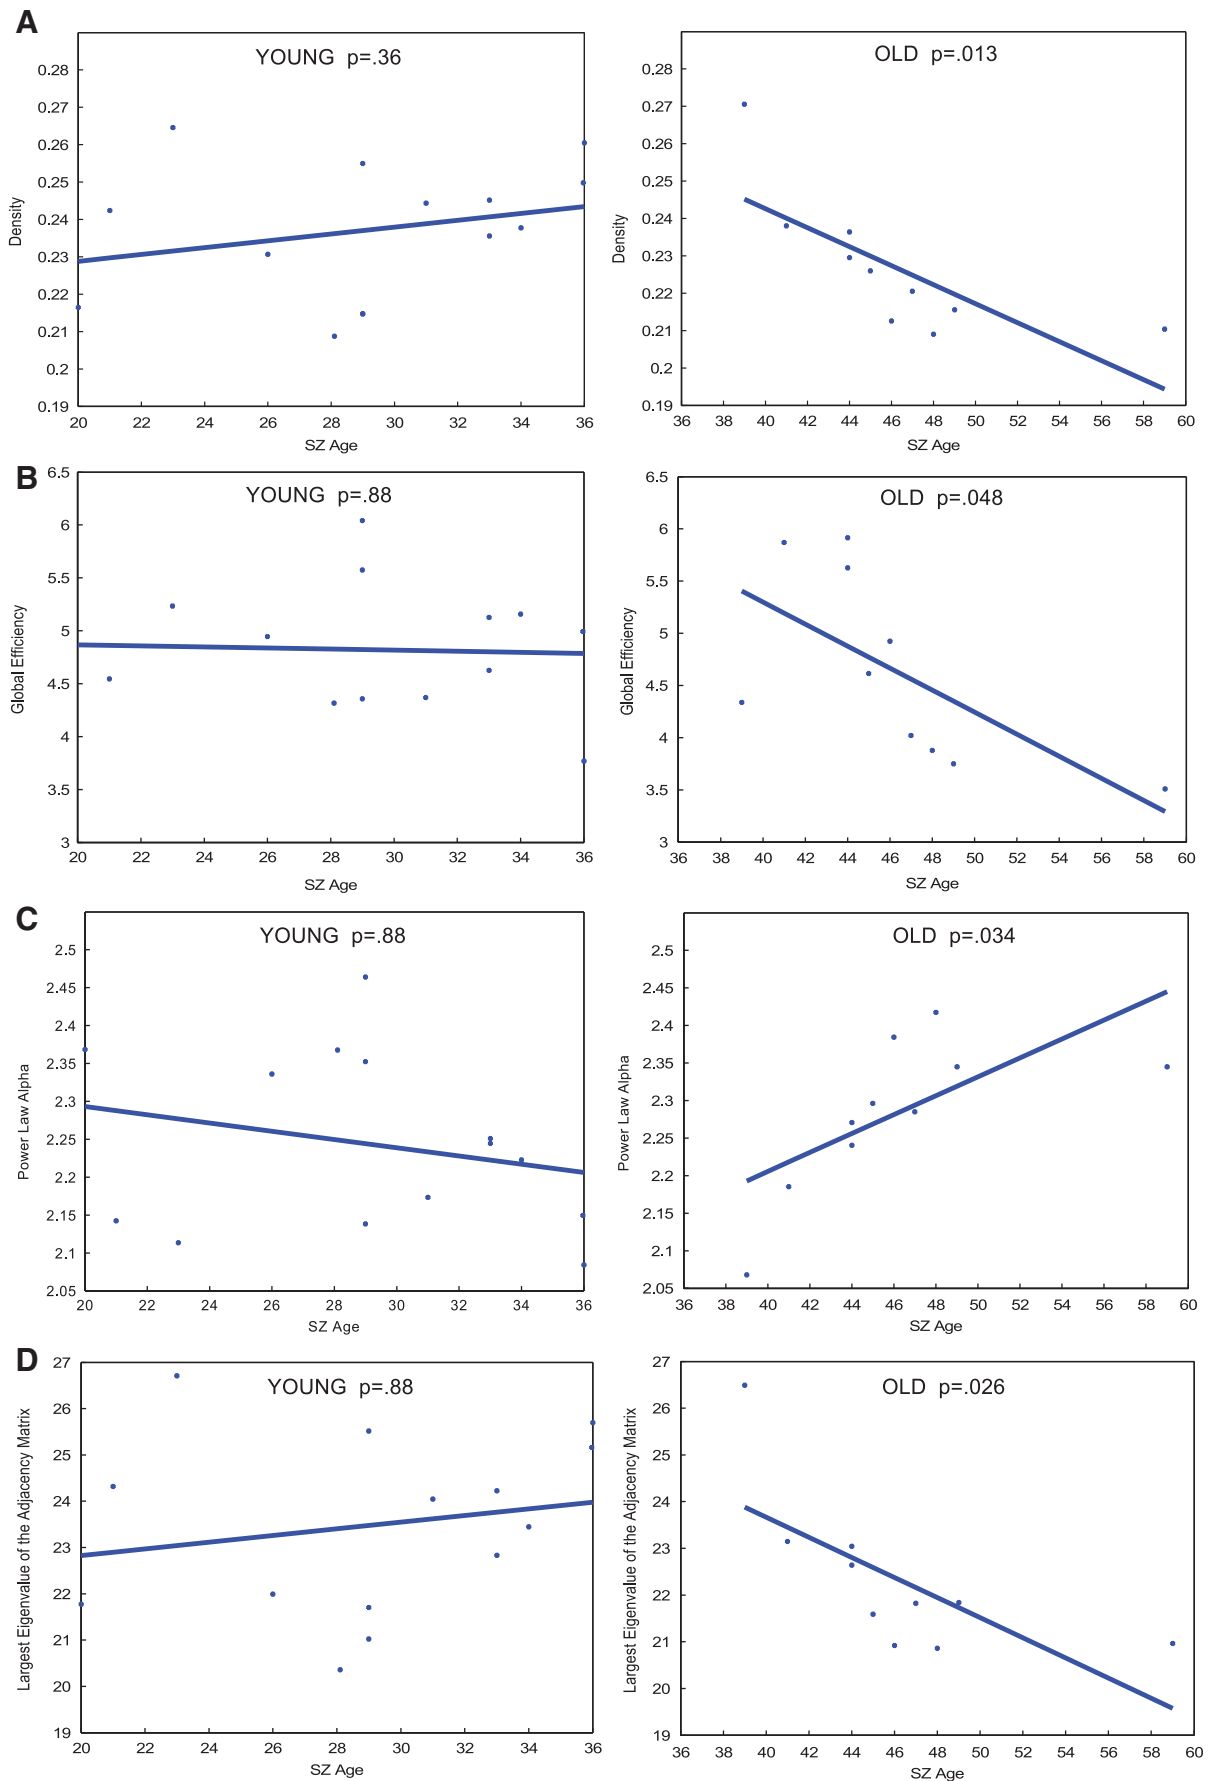 A
YOUNG p=.36
0.28
0.27
0.26
0.25
0.24
0.23
0.22
0.21
0.2
0.19
Density
20 22 24 26 28 30 32 34 36
SZ Age
OLD p=.013
0.28
0.27
0.26
0.25
0.24
0.23
0.22
0.21
0.2
0.19
Density
36 38 40 42 44 46 48 50 52 54 56 58 60
SZ Age
B
YOUNG p=.88
6.5
6
5.5
5
4.5
4
3.5
3
Global Efficiency
20 22 24 26 28 30 32 34 36
SZ Age
OLD p=.048
6.5
6
5.5
5
4.5
4
3.5
3
Global Efficiency
36 38 40 42 44 46 48 50 52 54 56 58 60
SZ Age
C
YOUNG p=.88
2.5
2.45
2.4
2.35
2.3
2.25
2.2
2.15
2.1
2.05
Power Law Alpha
20 22 24 26 28 30 32 34 36
SZ Age
OLD p=.034
2.5
2.45
2.4
2.35
2.3
2.25
2.2
2.15
2.1
2.05
Power Law Alpha
36 38 40 42 44 46 48 50 52 54 56 58 60
SZ Age
D
YOUNG p=.88
27
26
25
24
23
22
21
20
19
Largest Eigenvalue of the Adjacency Matrix
20 22 24 26 28 30 32 34 36
SZ Age
OLD p=.026
27
26
25
24
23
22
21
20
19
Largest Eigenvalue of the Adjacency Matrix
36 38 40 42 44 46 48 50 52 54 56 58 60
SZ Age